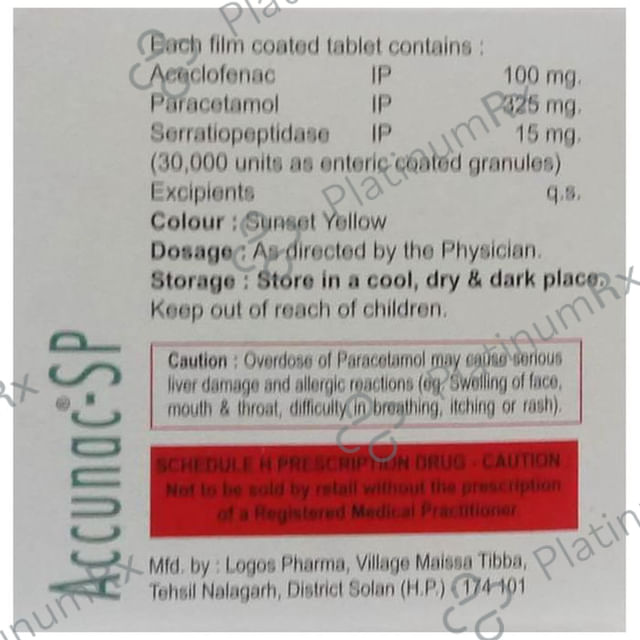 Each film coated tablet contains :
Aceclofenac IP 100 mg.
Paracetamol IP 325 mg.
Serratiopeptidase IP 15 mg.
(30,000 units as enteric coated granules)
Excipients q.s.
Colour : Sunset Yellow
Dosage : As directed by the Physician.
Storage : Store in a cool, dry & dark place.
Keep out of reach of children.
Caution : Overdose of Paracetamol may cause serious
liver damage and allergic reactions (eg. Swelling of face,
mouth & throat, difficulty in breathing, itching or rash).
SCHEDULE H PRESCRIPTION DRUG - CAUTION
Not to be sold by retail without the prescription
of a Registered Medical Practitioner.
Mfd. by : Logos Pharma, Village Maissa Tibba,
Tehsil Nalagarh, District Solan (H.P.) 174 101
Accunac®-SP
PlatinumRx
PlatinumRx